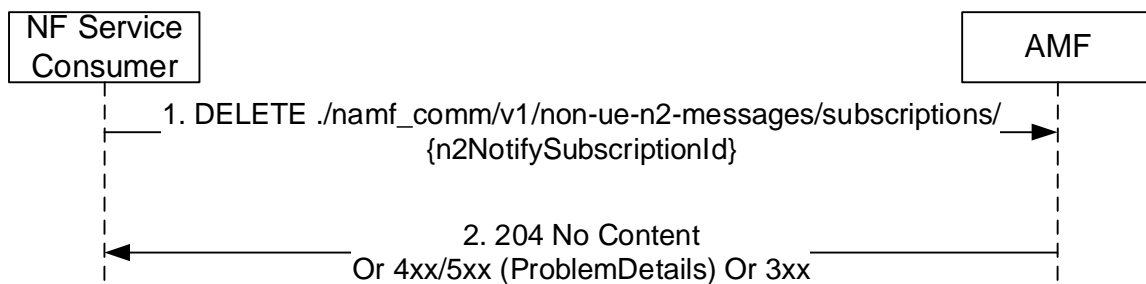 NF Service
Consumer
AMF
1. DELETE ./namf_comm/v1/non-ue-n2-messages/subscriptions/
{n2NotifySubscriptionId}
2. 204 No Content
Or 4xx/5xx (ProblemDetails) Or 3xx